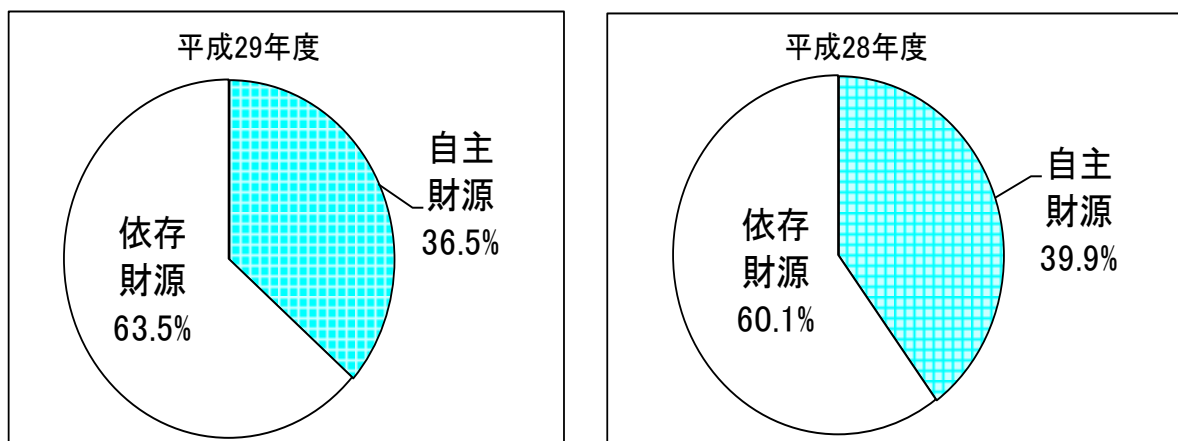 平成29年度
自主
財源
36.5%
依存
財源
63.5%
平成28年度
自主
財源
39.9%
依存
財源
60.1%